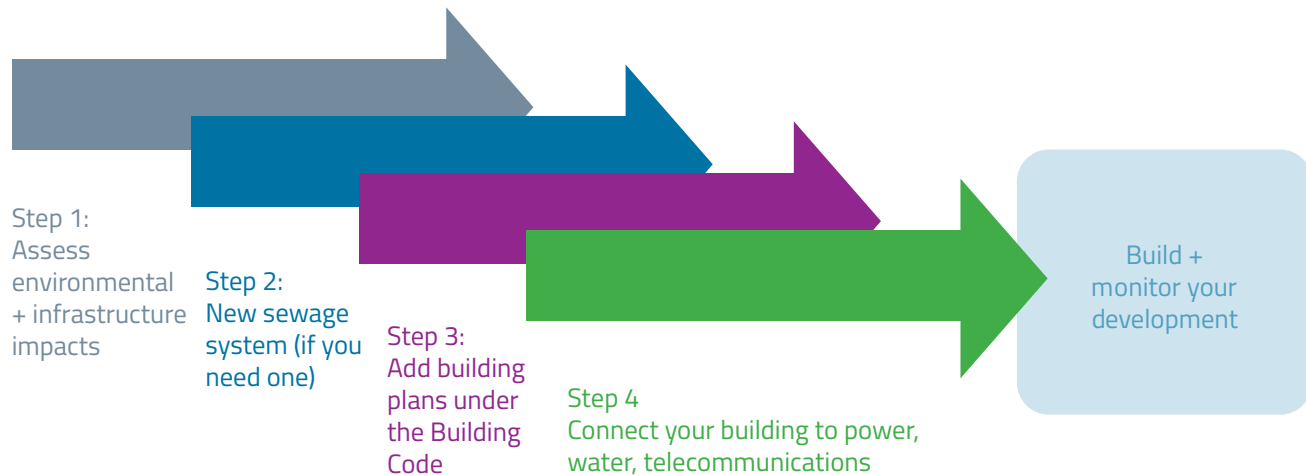 Step 1:
Assess
environmental
+ infrastructure
impacts
Step 2:
New sewage
system (if you
need one)
Step 3:
Add building
plans under
the Building
Code
Step 4
Connect your building to power,
water, telecommunications
Build +
monitor your
development